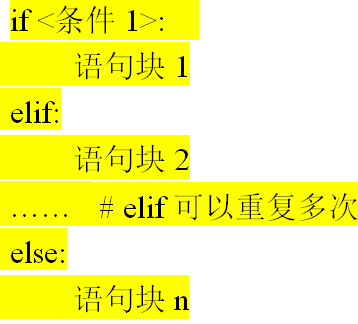 if <条件 1>:
语句块 1
elif:
语句块 2
…… # elif 可以重复多次
else:
语句块 n